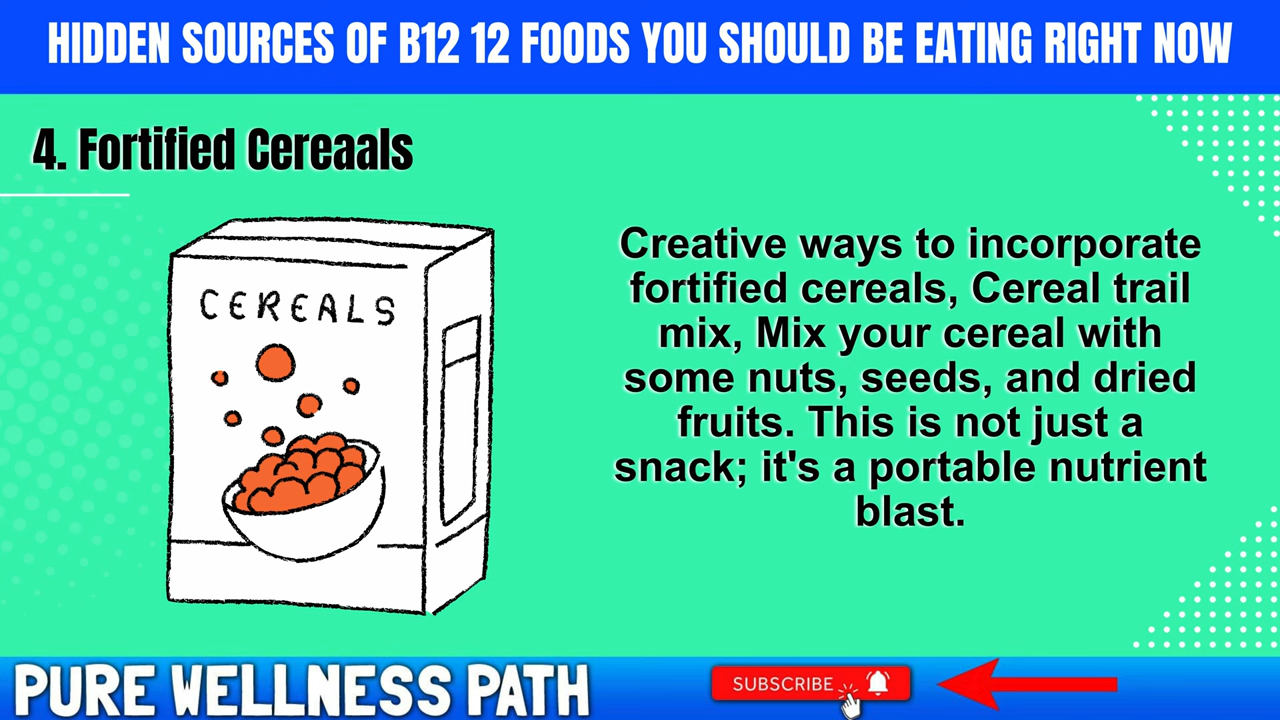 HIDDEN SOURCES OF B12 12 FOODS YOU SHOULD BE EATING RIGHT NOW
4. Fortified Cereaals
CEREALS
Creative ways to incorporate
fortified cereals, Cereal trail
mix, Mix your cereal with
some nuts, seeds, and dried
fruits. This is not just a
snack; it's a portable nutrient
blast.
PURE WELLNESS PATH
SUBSCRIBE